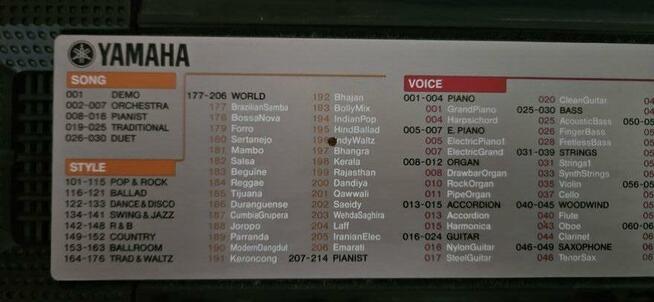 YAMAHA
SONG
001 DEMO
002-007 ORCHESTRA
008-018 PIANIST
019-025 TRADITIONAL
026-030 DUET
STYLE
101-115 POP & ROCK
116-121 BALLAD
122-133 DANCE & DISCO
134-141 SWING & JAZZ
142-148 R & B
149-152 COUNTRY
153-163 BALLROOM
164-176 TRAD & WALTZ
177-206 WORLD
177 BrazilianSamba
178 BossaNova
179 Forro
180 Sertanejo
181 Mambo
182 Salsa
183 Beguine
184 Reggae
185 Tijuana
186 Duranguense
187 CumbiaGrupera
188 Joropo
189 Parranda
190 ModernDangdut
191 Keroncong
192 Bhajan
193 BollyMix
194 IndianPop
195 HindBallad
196 IndyWaltz
197 Bhangra
198 Kerala
199 Rajasthan
200 Dandiya
201 Qawwali
202 Saeidy
203 WehdaSaghira
204 Laff
205 IranianElec
206 Emarati
207-214 PIANIST
VOICE
001-004 PIANO
001 GrandPiano
004 Harpsichord
005-007 E. PIANO
005 ElectricPiano1
007 ElectricGrand
008-012 ORGAN
008 DrawbarOrgan
010 RockOrgan
011 PipeOrgan
013-015 ACCORDION
013 Accordion
015 Harmonica
016-024 GUITAR
016 NylonGuitar
017 SteelGuitar
020 CleanGuitar
025-030 BASS
025 AcousticBass
026 FingerBass
028 FretlessBass
031-039 STRINGS
031 Strings1
033 SynthStrings
035 Violin
037 Cello
040-045 WOODWIND
040 Flute
043 Oboe
044 Clarinet
046-049 SAXOPHONE
046 TenorSax